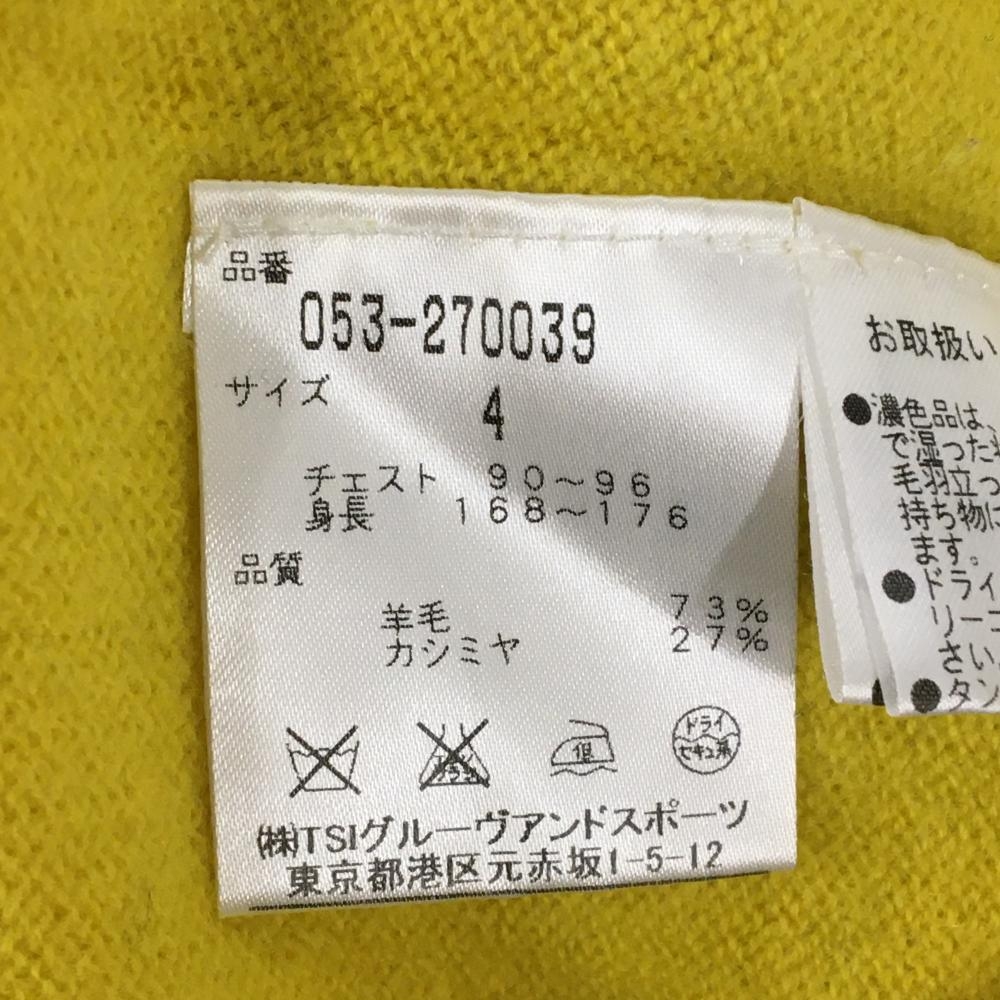 品番
053-270039
サイズ
4
チェスト 90～96
身長 168～176
品質
羊毛 73%
カシミヤ 27%
低
ドライ
セキユ系
㈱TSIグルーヴアンドスポーツ
東京都港区元赤坂1-5-12
お取扱い
●濃色品は、
で湿った
毛羽立っ
持ち物に
ます。
●ドライ
リーニ
さい。
●タン